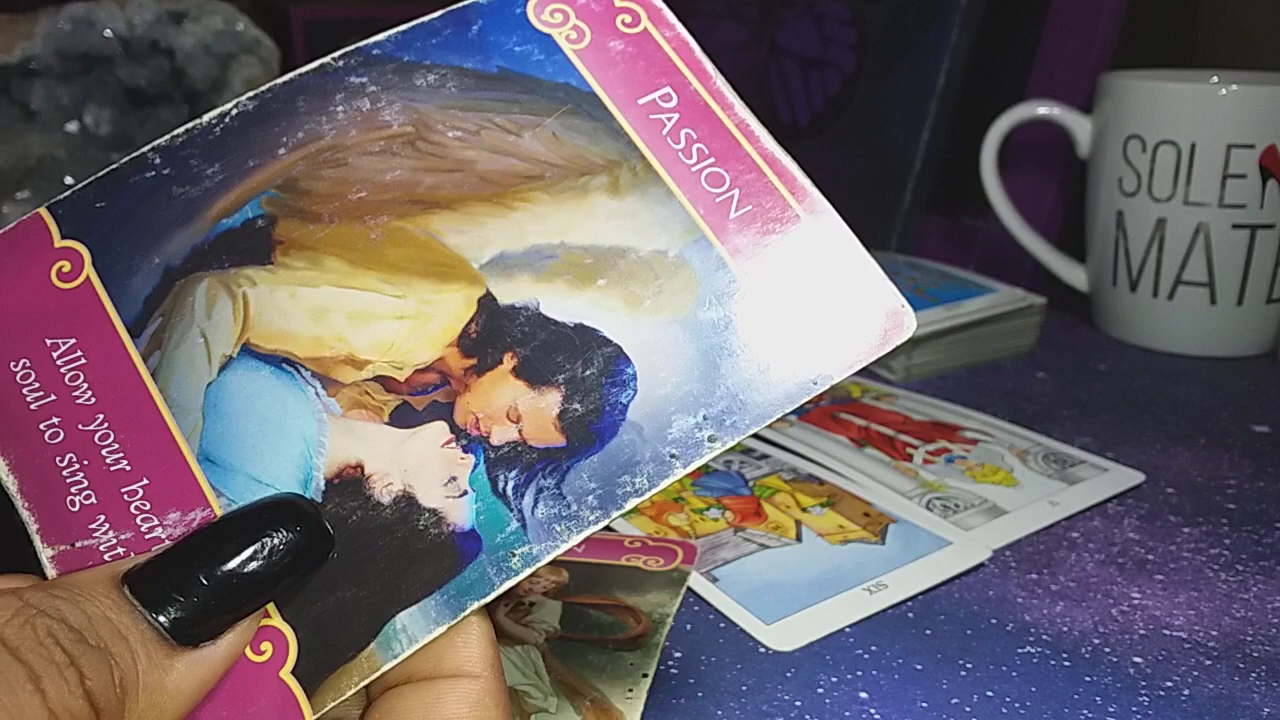 PASSION
Allow your hear
soul to sing wit
SOLE
MAT
SIX
V